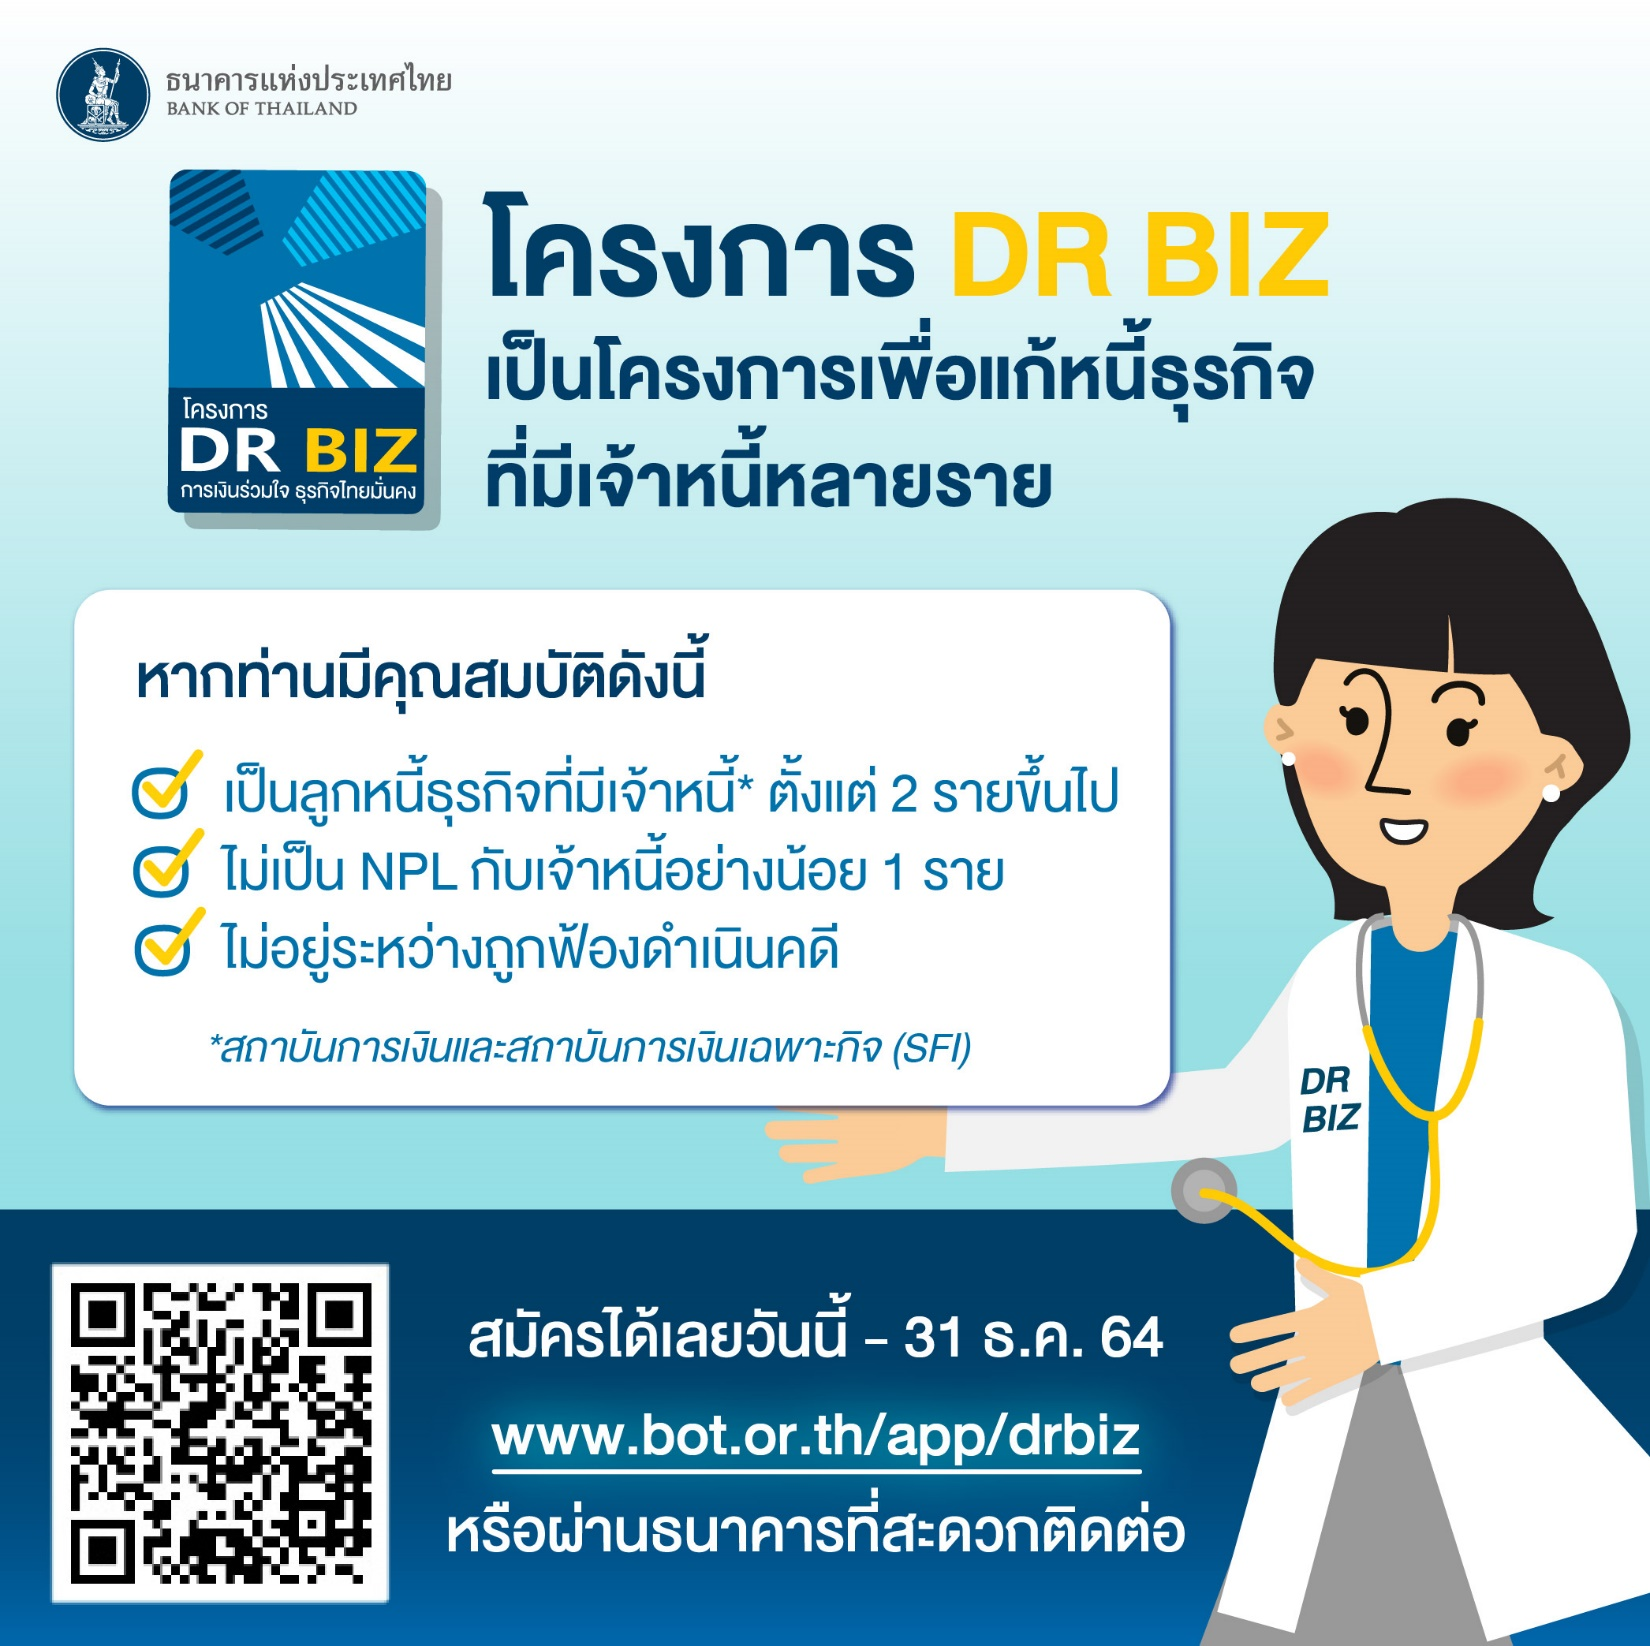 ธนาคารแห่งประเทศไทย
BANK OF THAILAND
โครงการ
DR BIZ
การเงินร่วมใจ ธุรกิจไทยมั่นคง
โครงการ DR BIZ
เป็นโครงการเพื่อแก้หนี้ธุรกิจ
ที่มีเจ้าหนี้หลายราย
หากท่านมีคุณสมบัติดังนี้
เป็นลูกหนี้ธุรกิจที่มีเจ้าหนี้* ตั้งแต่ 2 รายขึ้นไป
ไม่เป็น NPL กับเจ้าหนี้อย่างน้อย 1 ราย
ไม่อยู่ระหว่างถูกฟ้องดำเนินคดี
*สถาบันการเงินและสถาบันการเงินเฉพาะกิจ (SFI)
DR
BIZ
สมัครได้เลยวันนี้ - 31 ธ.ค. 64
www.bot.or.th/app/drbiz
หรือผ่านธนาคารที่สะดวกติดต่อ